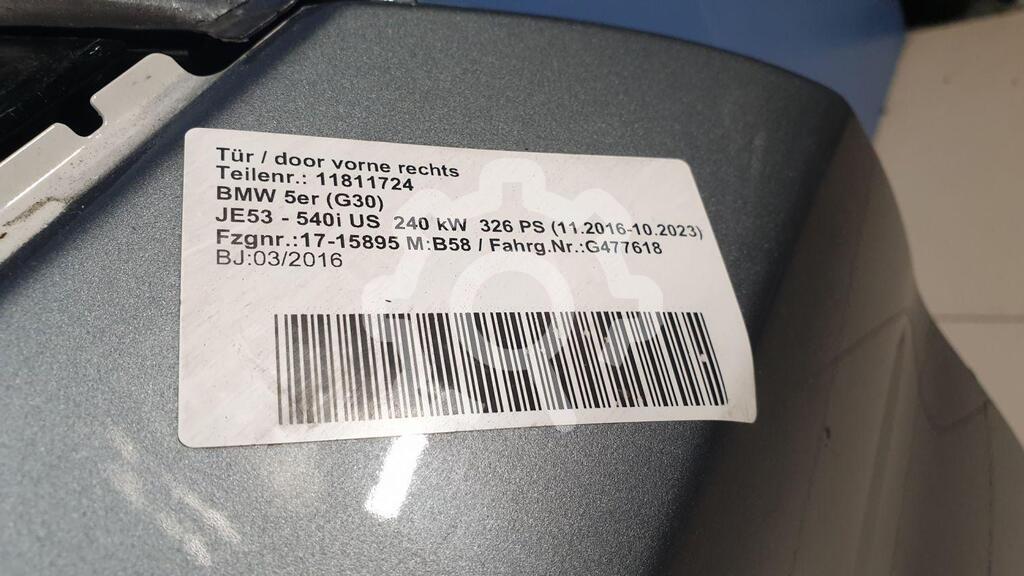 Tür / door vorne rechts
Teilenr.: 11811724
BMW 5er (G30)
JE53 - 540i US 240 kW 326 PS (11.2016-10.2023)
Fzgnr.:17-15895 M:B58 / Fahrg.Nr.:G477618
BJ:03/2016